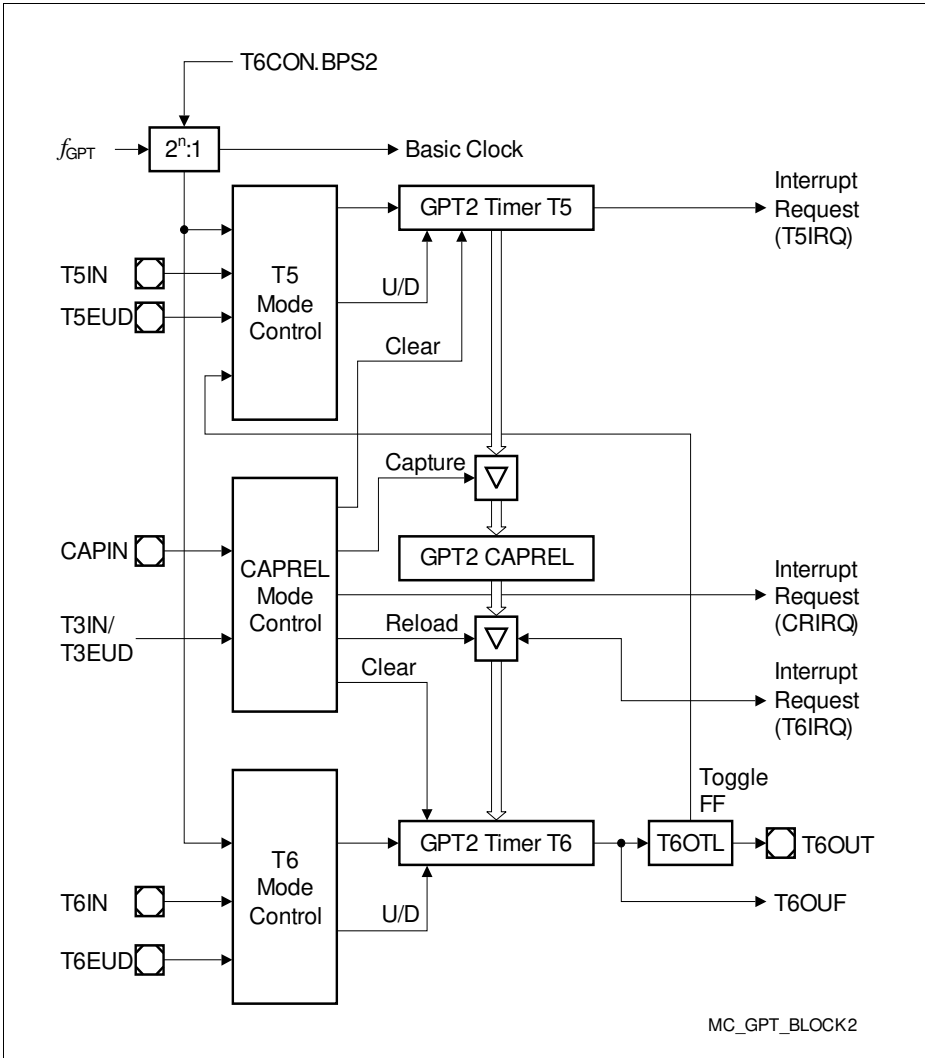 T6CON.BPS2
fGPT
2n:1
Basic Clock
T5
Mode
Control
GPT2 Timer T5
Interrupt
Request
(T5IRQ)
T5IN
T5EUD
U/D
Clear
Capture
CAPIN
T3IN/
T3EUD
CAPREL
Mode
Control
GPT2 CAPREL
Interrupt
Request
(CRIRQ)
Reload
Clear
Interrupt
Request
(T6IRQ)
Toggle
FF
T6
Mode
Control
GPT2 Timer T6
T6OTL
T6OUT
T6IN
T6EUD
U/D
T6OUF
MC_GPT_BLOCK2